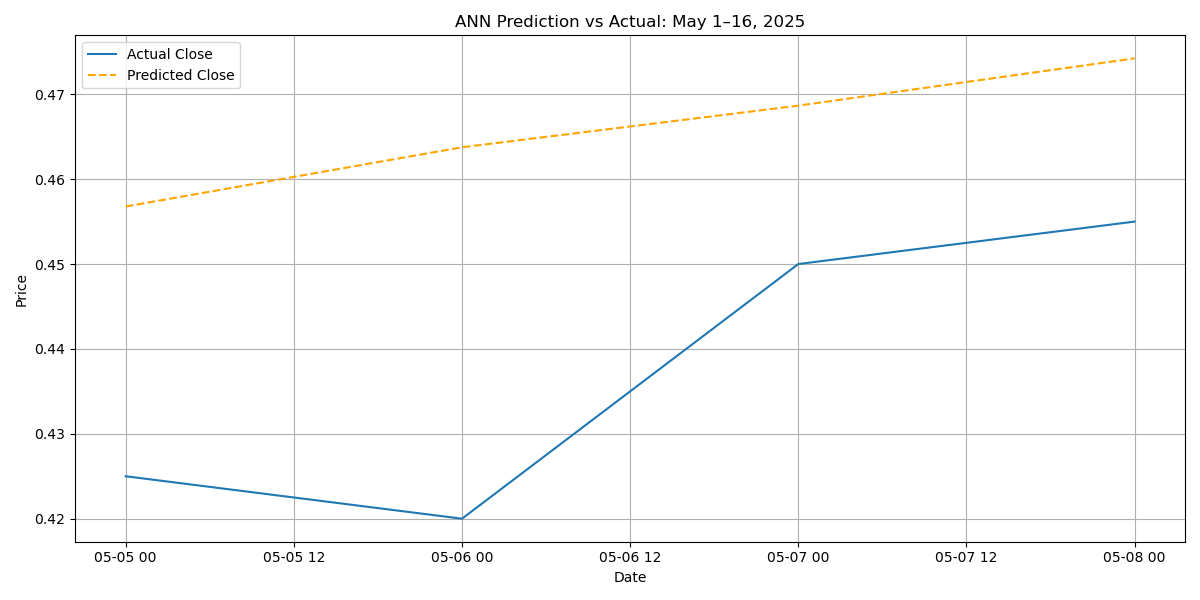 ANN Prediction vs Actual: May 1–16, 2025
Actual Close
Predicted Close
Price
0.47
0.46
0.45
0.44
0.43
0.42
05-05 00
05-05 12
05-06 00
05-06 12
05-07 00
05-07 12
05-08 00
Date